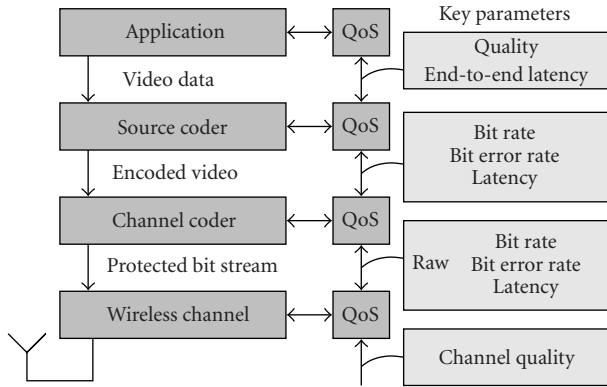 Key parameters
Application
QoS
Quality
End-to-end latency
Video data
Source coder
QoS
Bit rate
Bit error rate
Latency
Encoded video
Channel coder
QoS
Raw
Bit rate
Bit error rate
Latency
Protected bit stream
Wireless channel
QoS
Channel quality